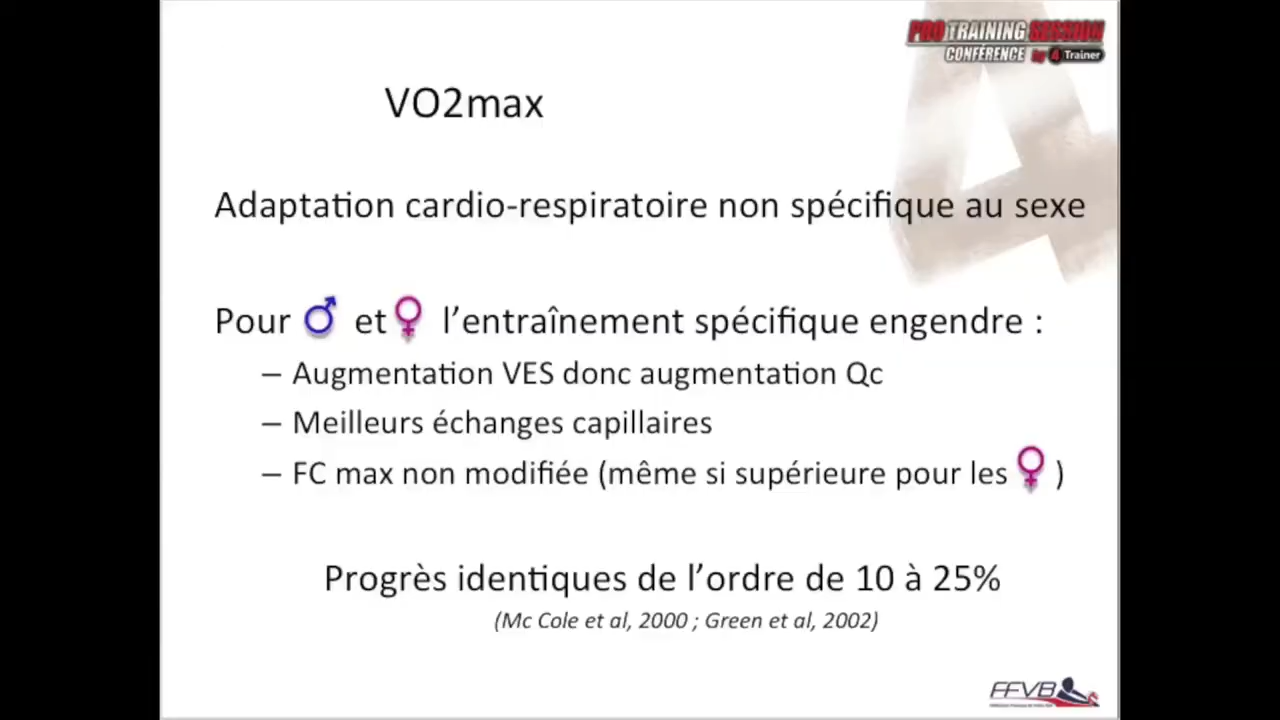 PRO TRAINING SESSION
CONFÉRENCE by 4 Trainer
VO2max
Adaptation cardio-respiratoire non spécifique au sexe
Pour ♂ et ♀ l’entraînement spécifique engendre :
– Augmentation VES donc augmentation Qc
– Meilleurs échanges capillaires
– FC max non modifiée (même si supérieure pour les ♀ )
Progrès identiques de l’ordre de 10 à 25%
(Mc Cole et al, 2000 ; Green et al, 2002)
FFVB